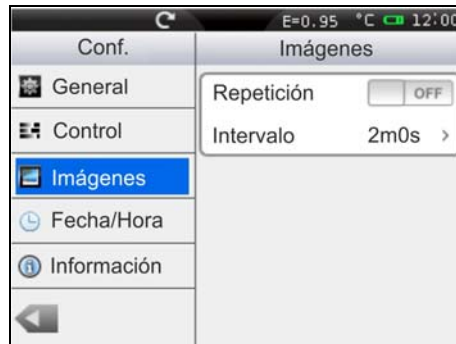 E=0.95 °C 12:00
Conf.
Imágenes
General
Control
Imágenes
Fecha/Hora
Información
Repetición OFF
Intervalo 2m0s >